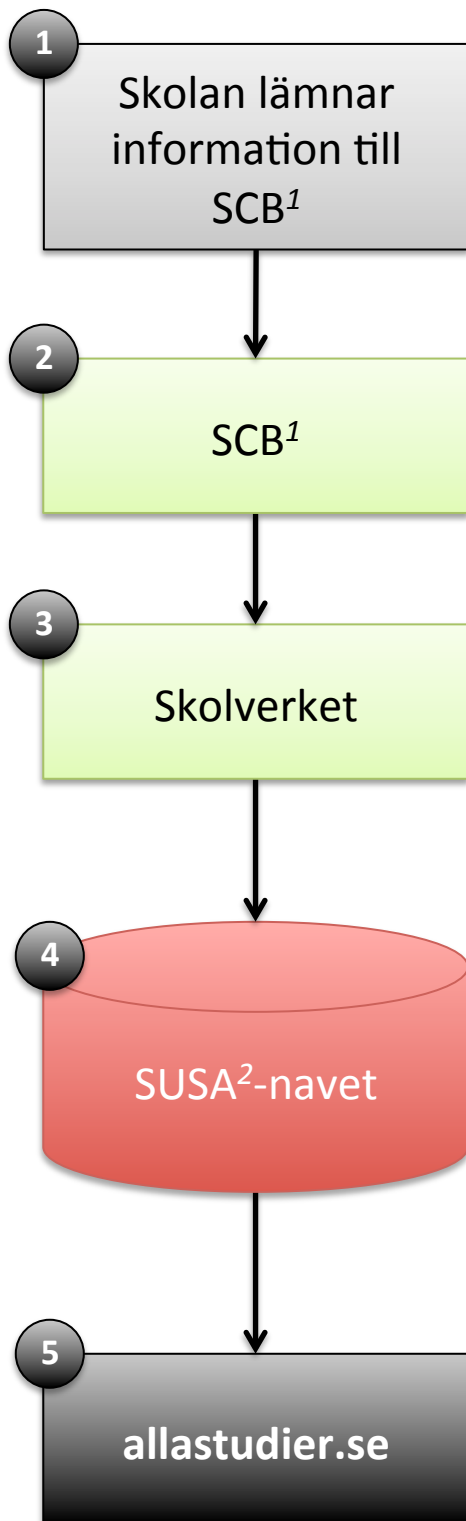 1
Skolan lämnar
information till
SCB¹
2
SCB¹
3
Skolverket
4
SUSA²-navet
5
allastudier.se